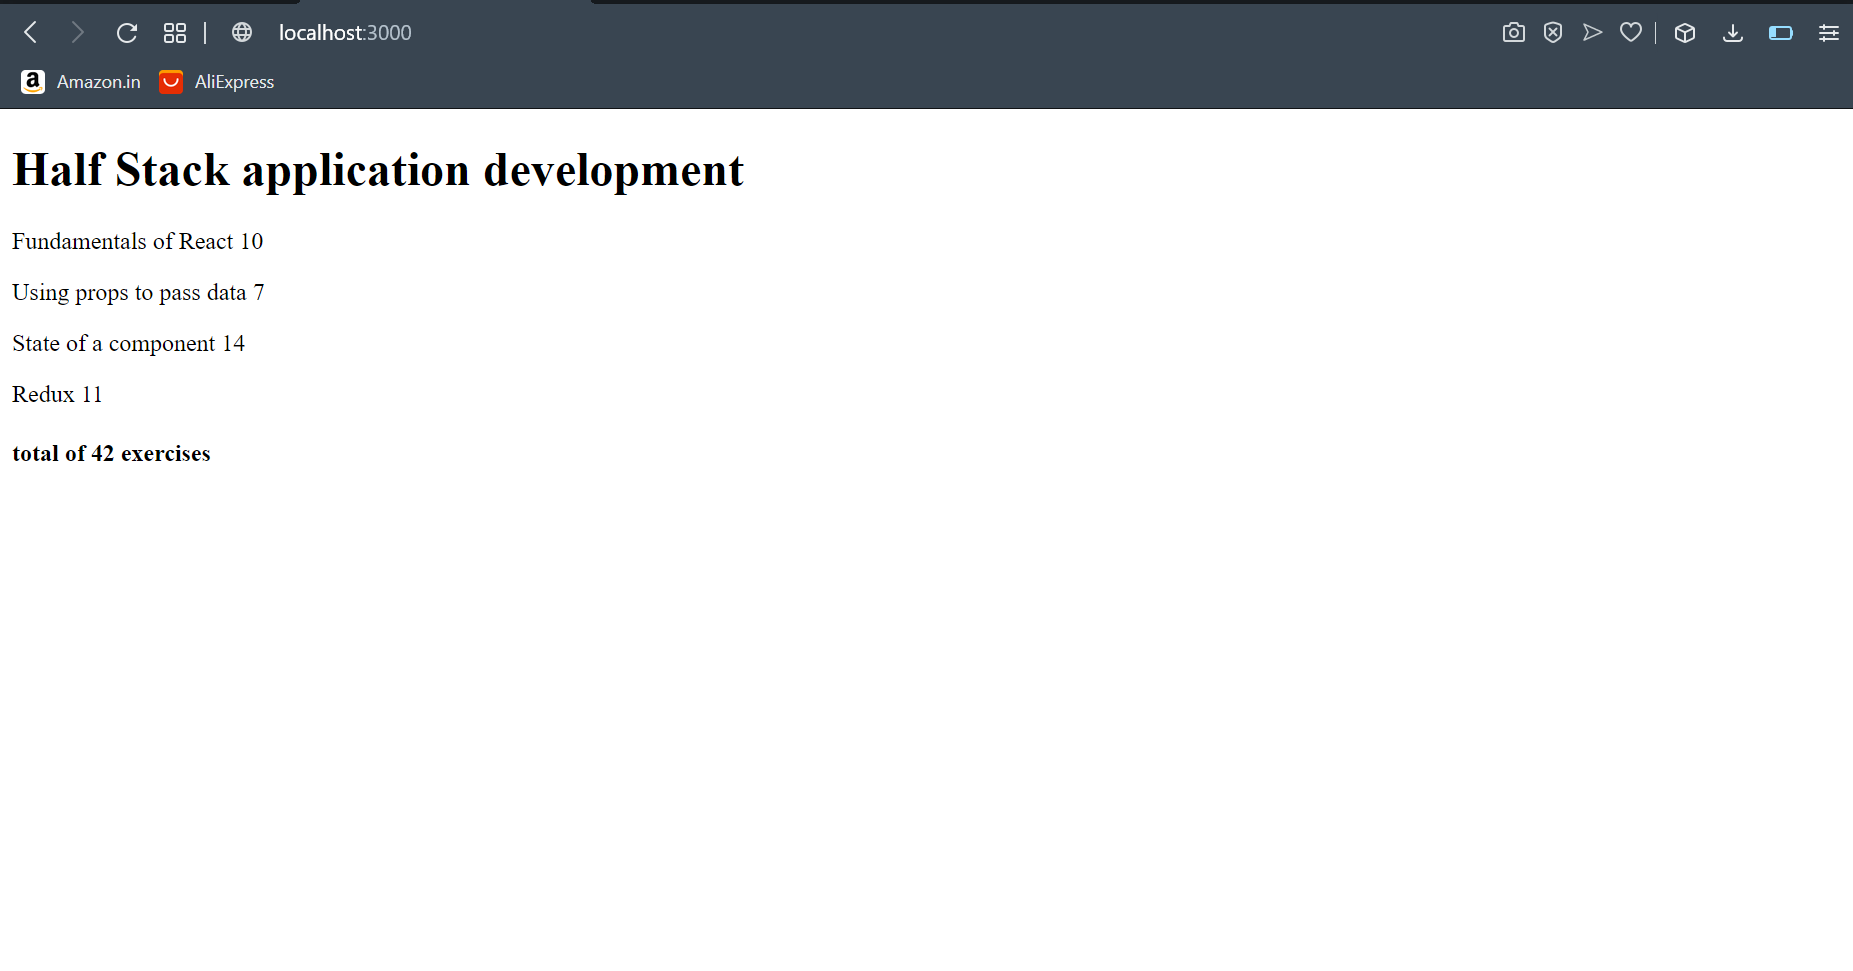 localhost:3000
Amazon.in AliExpress
Half Stack application development
Fundamentals of React 10
Using props to pass data 7
State of a component 14
Redux 11
total of 42 exercises